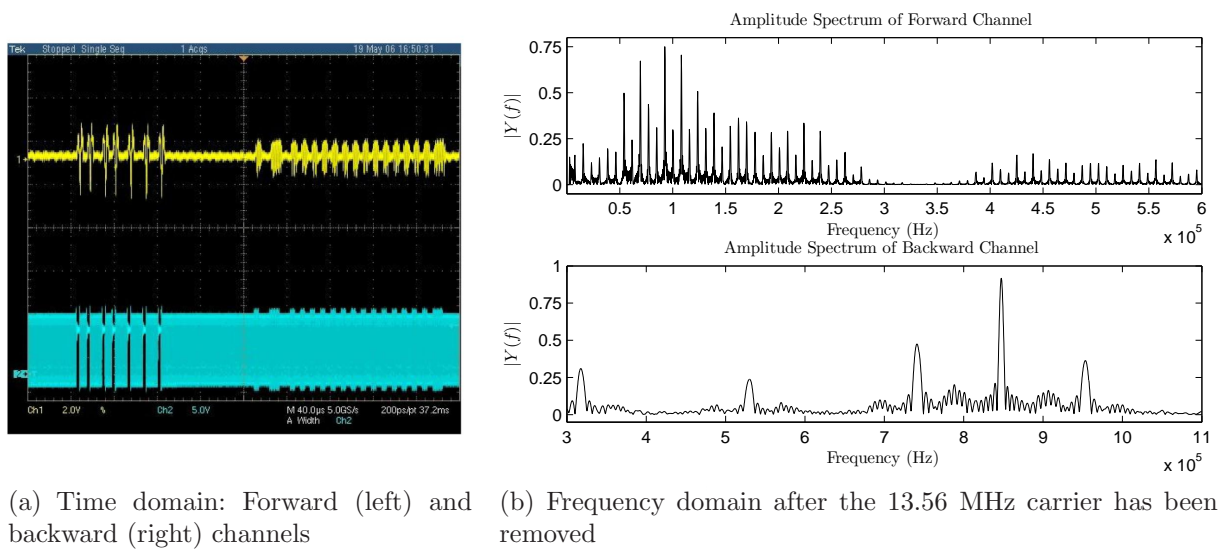 Tek Stopped Single Seq 1 Acqs 19 May 06 16:50:31
1
2
Ch1 2.0V Ch2 5.0V M 40.0µs 5.0GS/s 200ps/pt 37.2ms
A Width Ch2
(a) Time domain: Forward (left) and
backward (right) channels
Amplitude Spectrum of Forward Channel
|Y(f)|
0.75
0.5
0.25
0
0.5 1 1.5 2 2.5 3 3.5 4 4.5 5 5.5 6
Frequency (Hz)
x 10^5
Amplitude Spectrum of Backward Channel
|Y(f)|
1
0.75
0.5
0.25
0
3 4 5 6 7 8 9 10 11
Frequency (Hz)
x 10^5
(b) Frequency domain after the 13.56 MHz carrier has been
removed